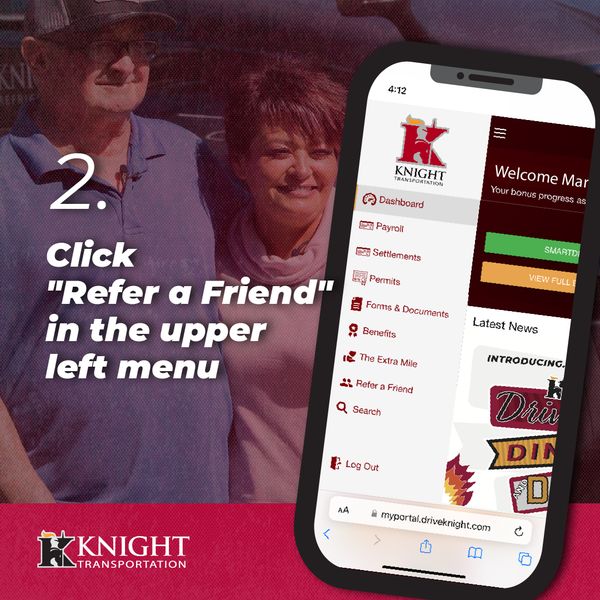 KNIGHT
TRANSPORTATION
2.
Click
"Refer a Friend"
in the upper
left menu
4:12
KNIGHT
TRANSPORTATION
Dashboard
Payroll
Settlements
Permits
Forms & Documents
Benefits
The Extra Mile
Refer a Friend
Search
Log Out
Welcome Mar
Your bonus progress as
SMARTD
VIEW FULL
Latest News
INTRODUCING
Driv
DIN
D
AA
myportal.driveknight.com
KNIGHT
TRANSPORTATION